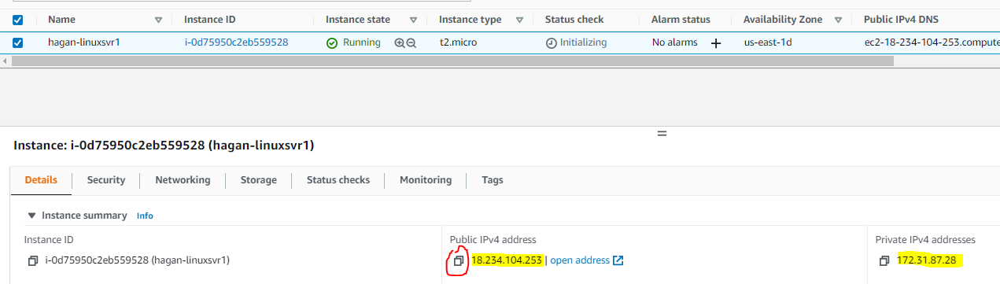 Name Instance ID Instance state Instance type Status check Alarm status Availability Zone Public IPv4 DNS
hagan-linuxsvr1 i-0d75950c2eb559528 Running t2.micro Initializing No alarms + us-east-1d ec2-18-234-104-253.compute
Instance: i-0d75950c2eb559528 (hagan-linuxsvr1)
Details Security Networking Storage Status checks Monitoring Tags
Instance summary Info
Instance ID Public IPv4 address Private IPv4 addresses
i-0d75950c2eb559528 (hagan-linuxsvr1) 18.234.104.253 | open address 172.31.87.28